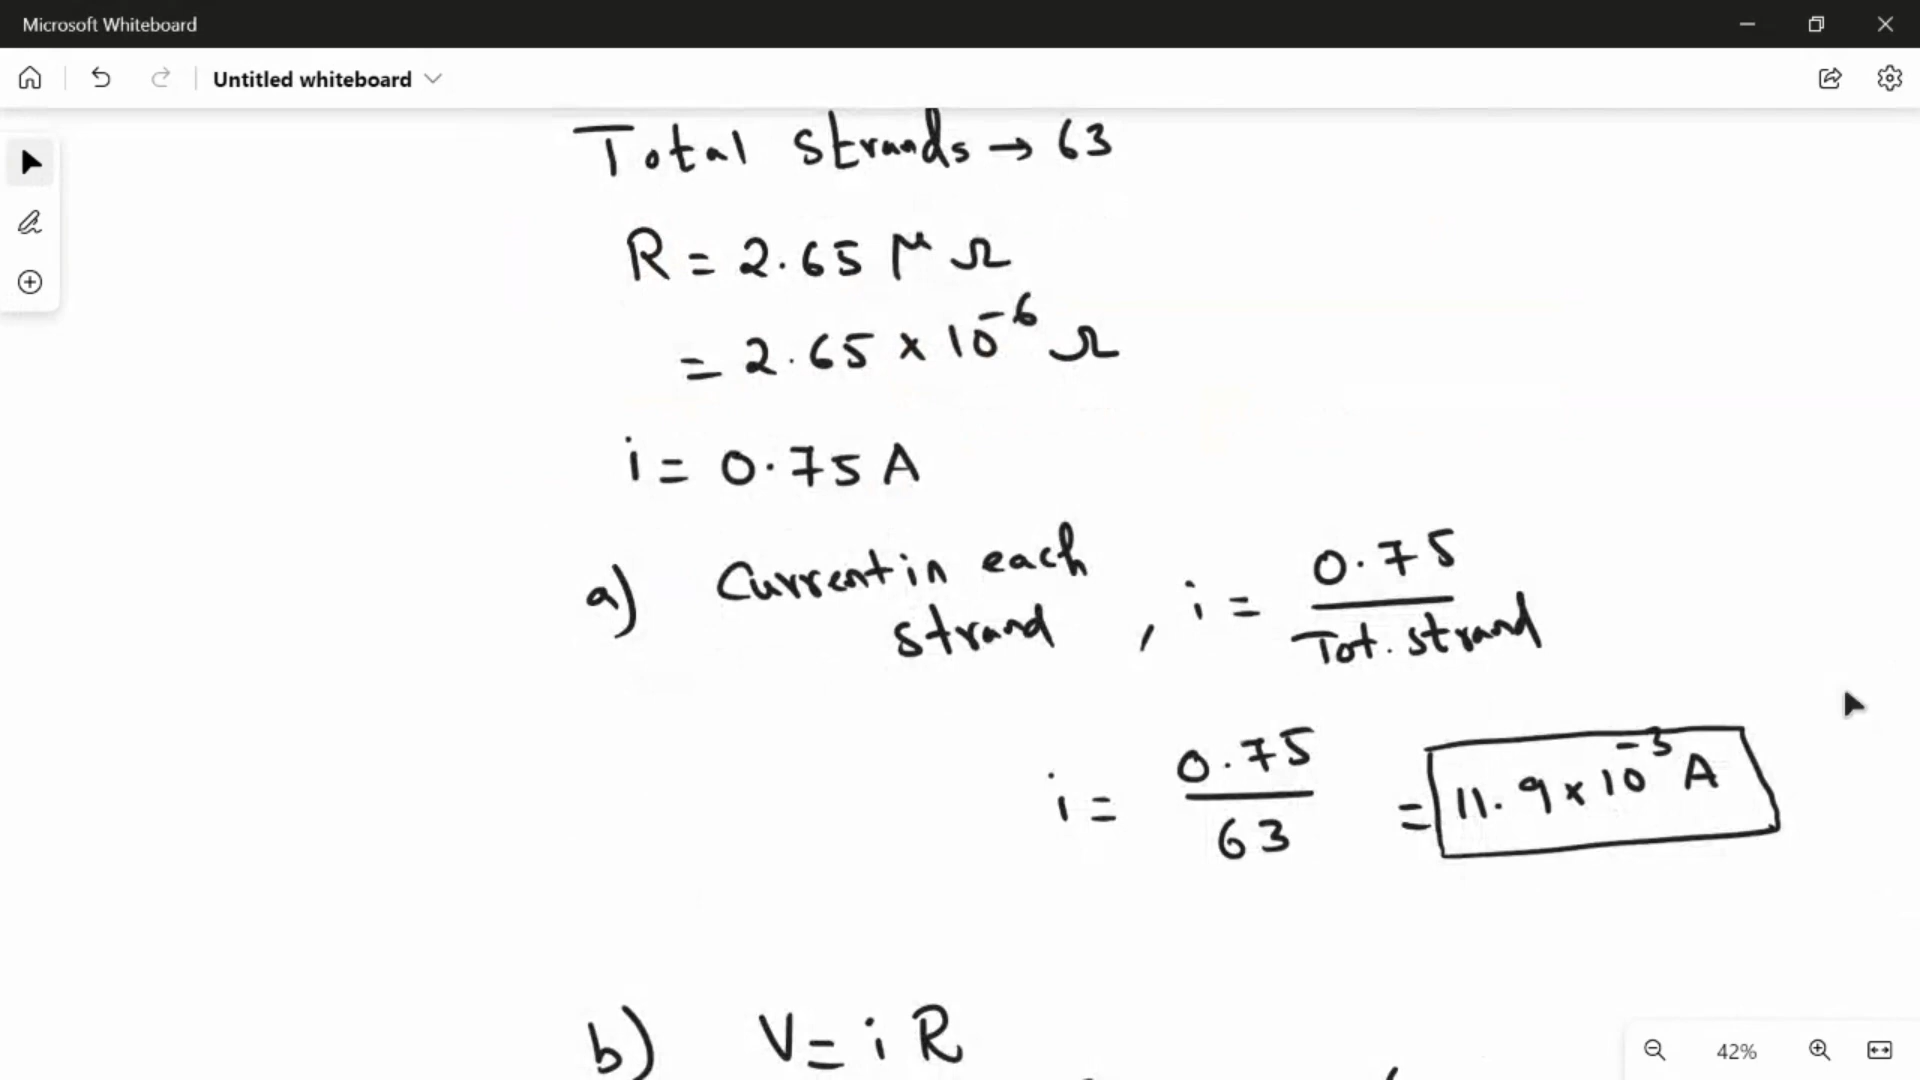 Microsoft Whiteboard
Untitled whiteboard
Total strands → 63
R = 2.65 μ Ω
= 2.65 × 10⁻⁶ Ω
i = 0.75 A
a) Current in each strand , i = 0.75 / Tot. strand
i = 0.75 / 63 = 11.9 × 10⁻³ A
b) V = i R
42%